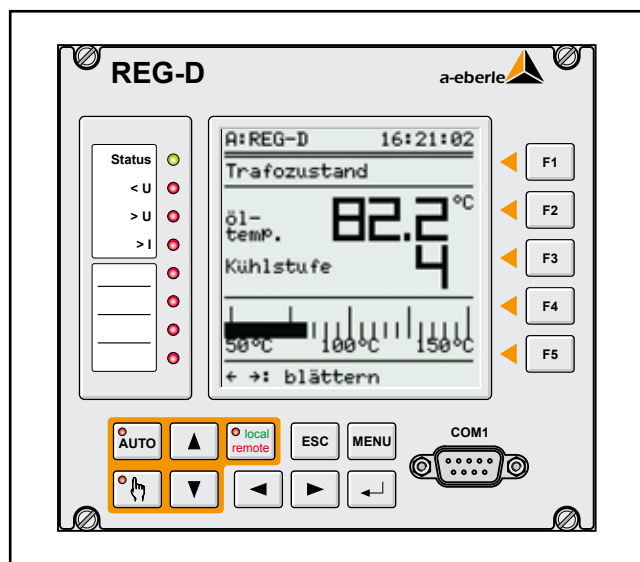 REG-D
a-eberle
Status
< U
> U
> I
A:REG-D 16:21:02
Trafozustand
öl-
temp.
82.2 °C
Kühlstufe 4
50°C 100°C 150°C
← →: blättern
F1
F2
F3
F4
F5
AUTO
local
remote
ESC
MENU
COM1